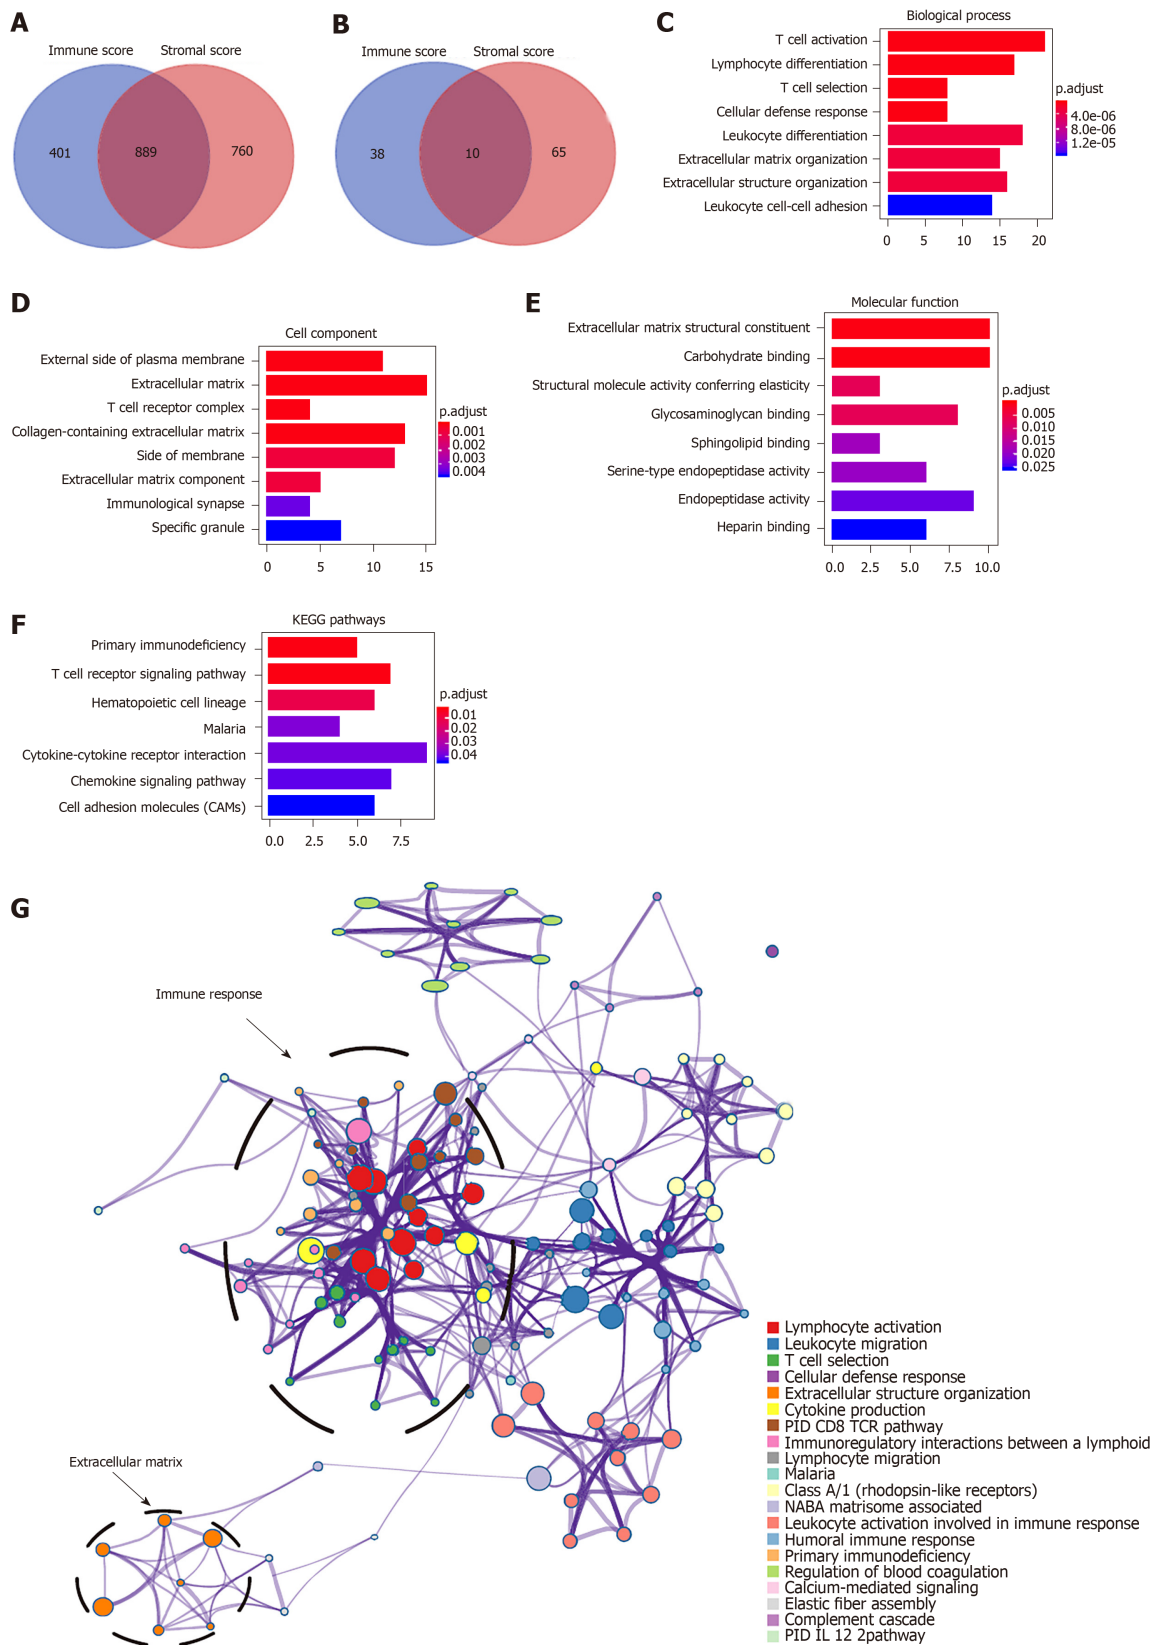 A
Immune score Stromal score
401 889 760
B
Immune score Stromal score
38 10 65
C
Biological process
T cell activation
Lymphocyte differentiation
T cell selection
Cellular defense response
Leukocyte differentiation
Extracellular matrix organization
Extracellular structure organization
Leukocyte cell-cell adhesion
0 5 10 15 20
p.adjust
4.0e-06
8.0e-06
1.2e-05
D
Cell component
External side of plasma membrane
Extracellular matrix
T cell receptor complex
Collagen-containing extracellular matrix
Side of membrane
Extracellular matrix component
Immunological synapse
Specific granule
0 5 10 15
p.adjust
0.001
0.002
0.003
0.004
E
Molecular function
Extracellular matrix structural constituent
Carbohydrate binding
Structural molecule activity conferring elasticity
Glycosaminoglycan binding
Sphingolipid binding
Serine-type endopeptidase activity
Endopeptidase activity
Heparin binding
0.0 2.5 5.0 7.5 10.0
p.adjust
0.005
0.010
0.015
0.020
0.025
F
KEGG pathways
Primary immunodeficiency
T cell receptor signaling pathway
Hematopoietic cell lineage
Malaria
Cytokine-cytokine receptor interaction
Chemokine signaling pathway
Cell adhesion molecules (CAMs)
0.0 2.5 5.0 7.5
p.adjust
0.01
0.02
0.03
0.04
G
Immune response
Extracellular matrix
Lymphocyte activation
Leukocyte migration
T cell selection
Cellular defense response
Extracellular structure organization
Cytokine production
PID CD8 TCR pathway
Immunoregulatory interactions between a lymphoid
Lymphocyte migration
Malaria
Class A/1 (rhodopsin-like receptors)
NABA matrisome associated
Leukocyte activation involved in immune response
Humoral immune response
Primary immunodeficiency
Regulation of blood coagulation
Calcium-mediated signaling
Elastic fiber assembly
Complement cascade
PID IL 12 2pathway